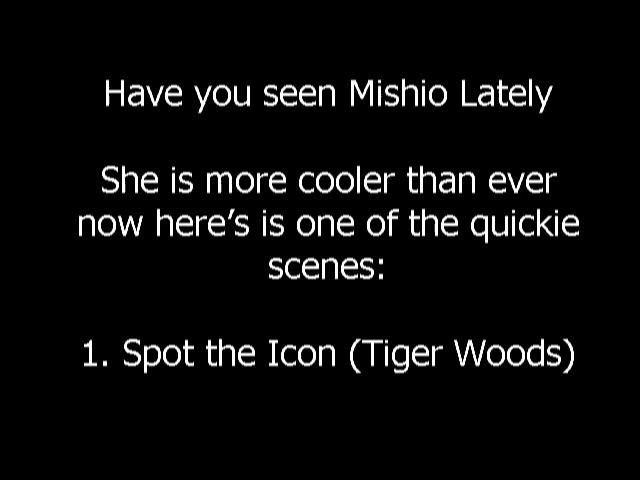 Have you seen Mishio Lately
She is more cooler than ever
now here’s is one of the quickie
scenes:
1. Spot the Icon (Tiger Woods)